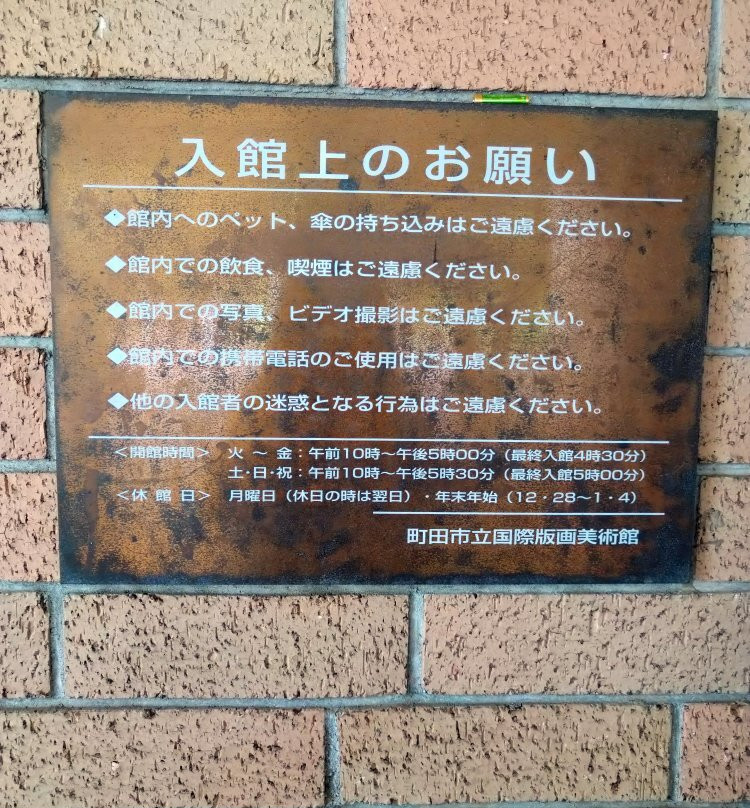 入館上のお願い
◆館内へのペット、傘の持ち込みはご遠慮ください。
◆館内での飲食、喫煙はご遠慮ください。
◆館内での写真、ビデオ撮影はご遠慮ください。
◆館内での携帯電話のご使用はご遠慮ください。
◆他の入館者の迷惑となる行為はご遠慮ください。
＜開館時間＞ 火 〜 金：午前10時〜午後5時00分（最終入館4時30分）
土・日・祝：午前10時〜午後5時30分（最終入館5時00分）
＜休 館 日＞ 月曜日（休日の時は翌日）・年末年始（12・28〜1・4）
町田市立国際版画美術館